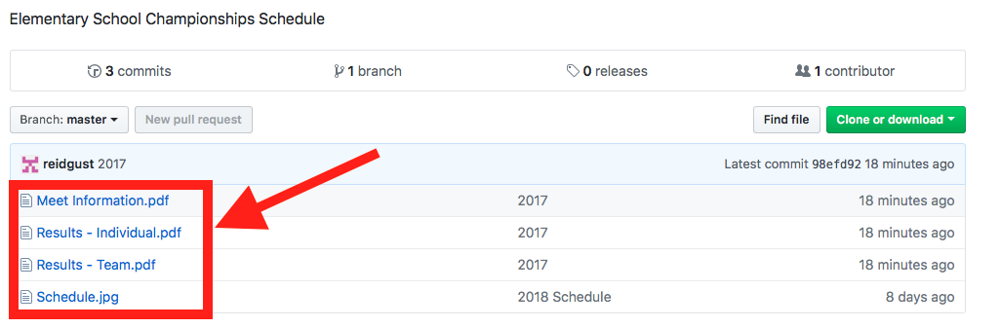 Elementary School Championships Schedule
3 commits 1 branch 0 releases 1 contributor
Branch: master New pull request Find file Clone or download
reidgust 2017 Latest commit 98efd92 18 minutes ago
Meet Information.pdf 2017 18 minutes ago
Results - Individual.pdf 2017 18 minutes ago
Results - Team.pdf 2017 18 minutes ago
Schedule.jpg 2018 Schedule 8 days ago